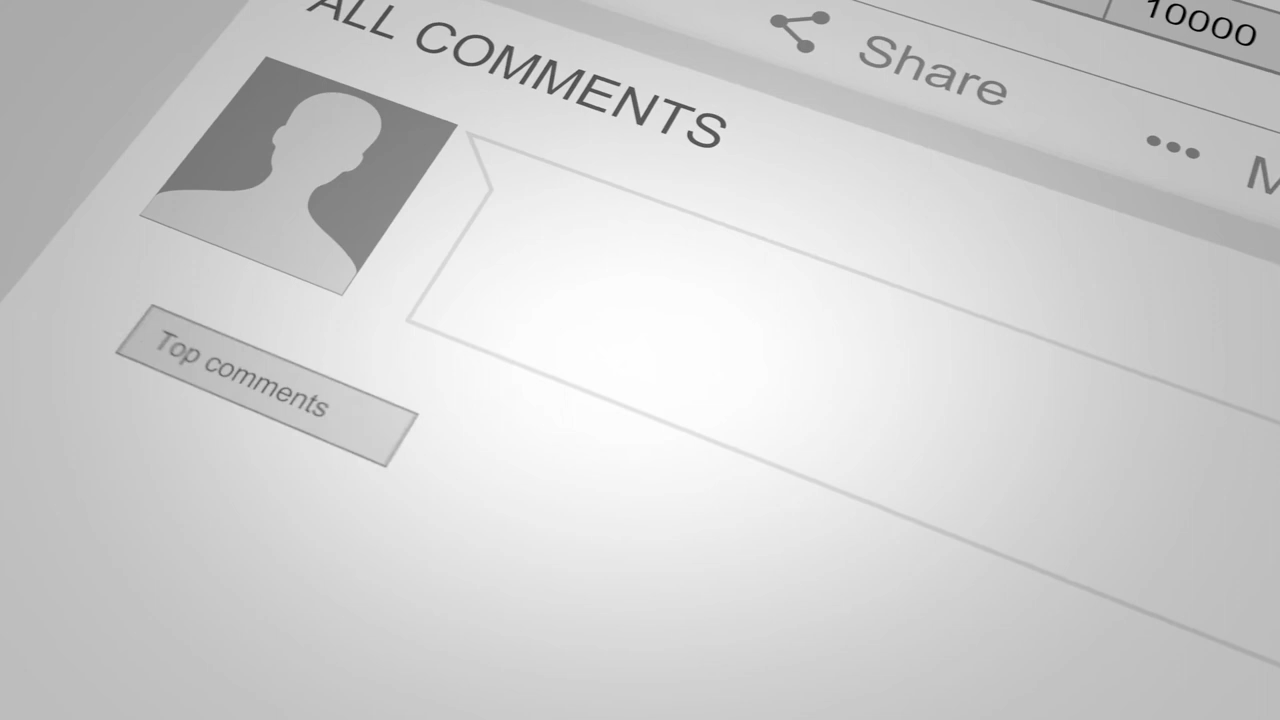 10000
Share
••• M
ALL COMMENTS
Top comments